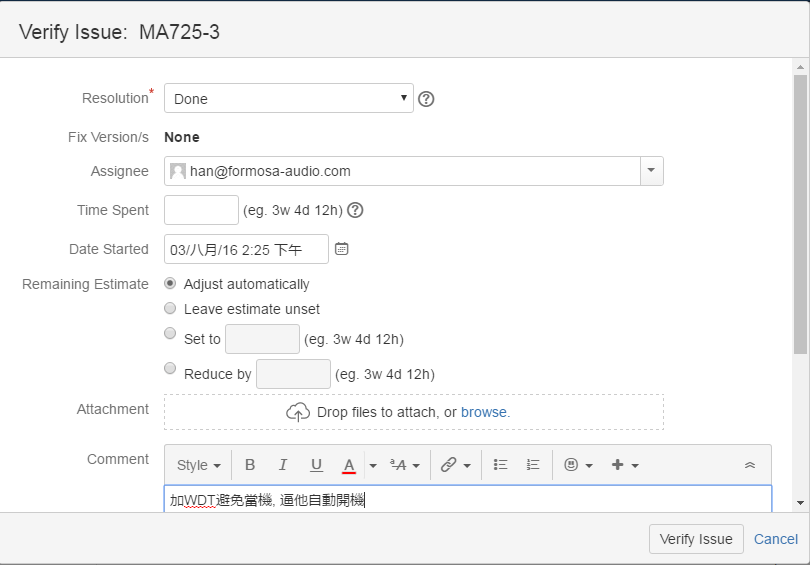 Verify Issue: MA725-3
Resolution*
Done
Fix Version/s None
Assignee han@formosa-audio.com
Time Spent (eg. 3w 4d 12h)
Date Started 03/八月/16 2:25 下午
Remaining Estimate Adjust automatically
Leave estimate unset
Set to (eg. 3w 4d 12h)
Reduce by (eg. 3w 4d 12h)
Attachment Drop files to attach, or browse.
Comment Style B I U A ªA
加WDT避免當機, 逼他自動開機
Verify Issue Cancel